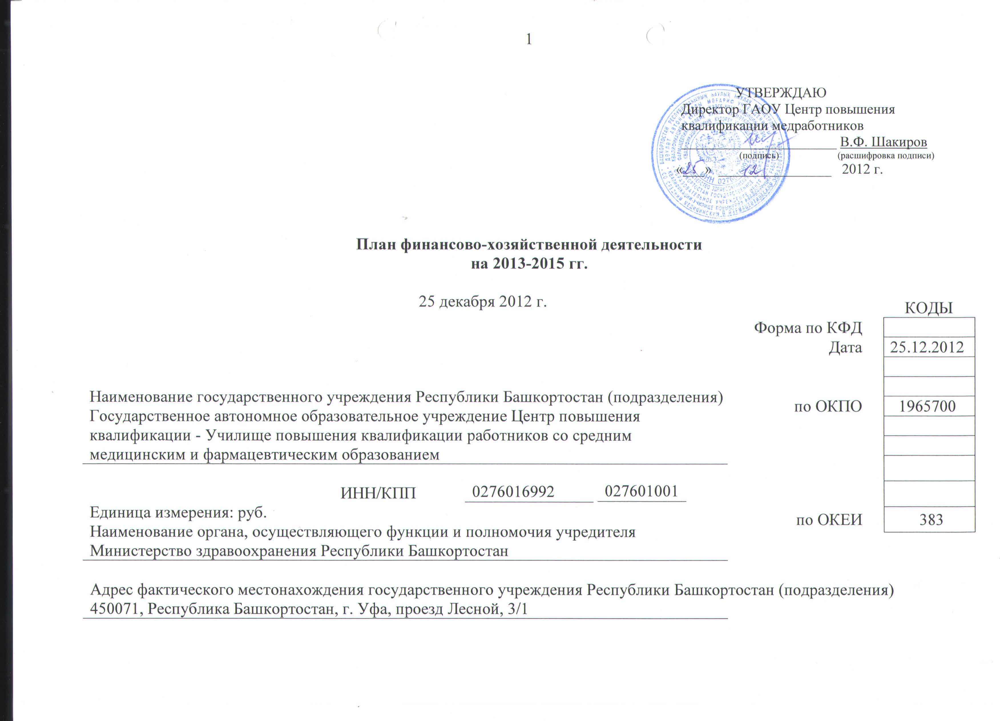 1
УТВЕРЖДАЮ
Директор ГАОУ Центр повышения
квалификации медработников
В.Ф. Шакиров
(подпись) (расшифровка подписи)
«25» 12 2012 г.
ИНН 0276016992
План финансово-хозяйственной деятельности
на 2013-2015 гг.
25 декабря 2012 г.
КОДЫ
Форма по КФД
Дата 25.12.2012
Наименование государственного учреждения Республики Башкортостан (подразделения)
по ОКПО 1965700
Государственное автономное образовательное учреждение Центр повышения
квалификации - Училище повышения квалификации работников со средним
медицинским и фармацевтическим образованием
ИНН/КПП 0276016992 027601001
Единица измерения: руб.
по ОКЕИ 383
Наименование органа, осуществляющего функции и полномочия учредителя
Министерство здравоохранения Республики Башкортостан
Адрес фактического местонахождения государственного учреждения Республики Башкортостан (подразделения)
450071, Республика Башкортостан, г. Уфа, проезд Лесной, 3/1